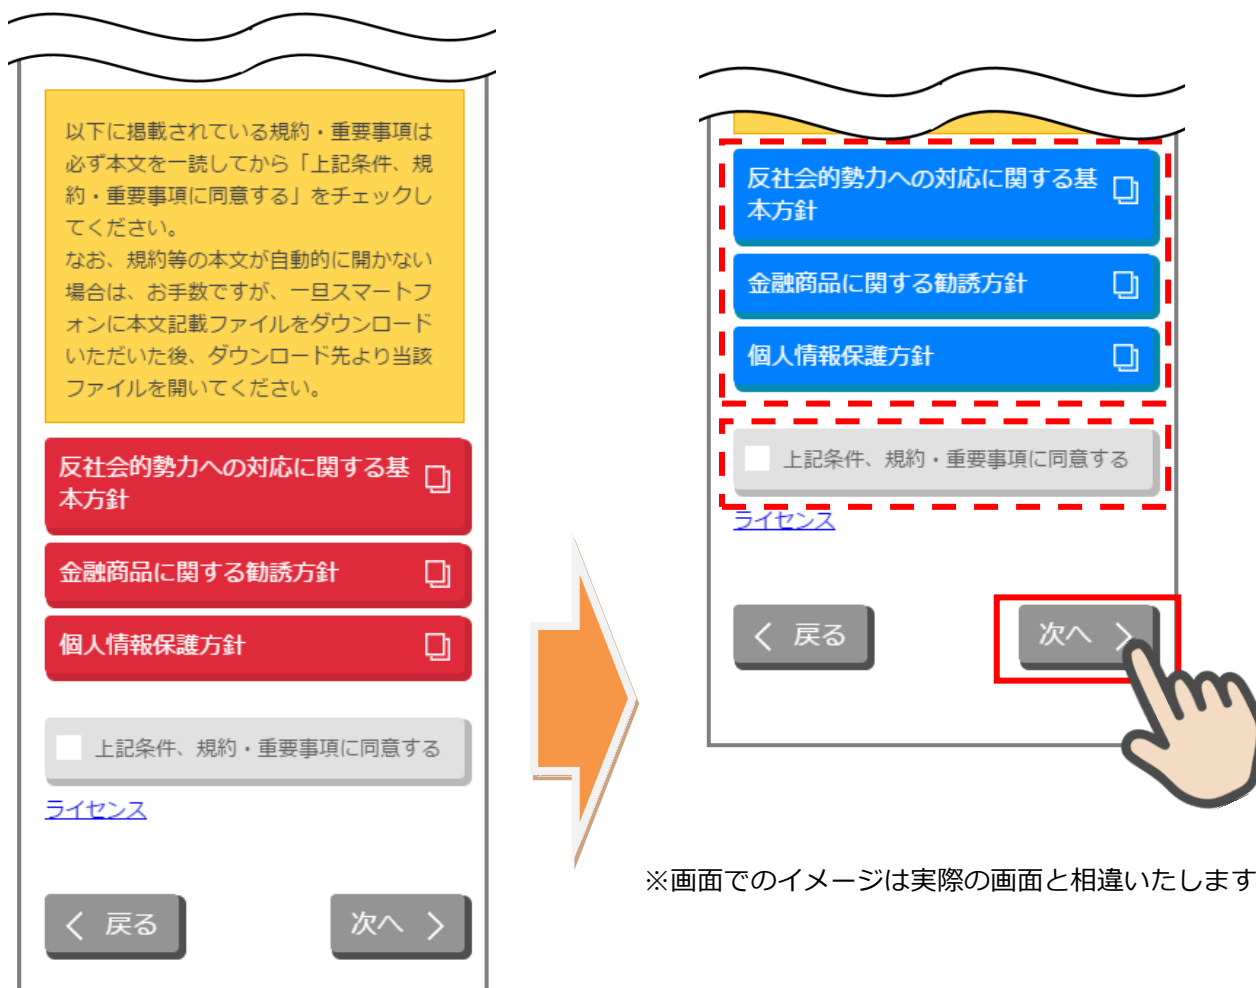 以下に掲載されている規約・重要事項は
必ず本文を一読してから「上記条件、規
約・重要事項に同意する」をチェックし
てください。
なお、規約等の本文が自動的に開かない
場合は、お手数ですが、一旦スマートフ
ォンに本文記載ファイルをダウンロード
いただいた後、ダウンロード先より当該
ファイルを開いてください。
反社会的勢力への対応に関する基
本方針
金融商品に関する勧誘方針
個人情報保護方針
上記条件、規約・重要事項に同意する
ライセンス
戻る
次へ
反社会的勢力への対応に関する基
本方針
金融商品に関する勧誘方針
個人情報保護方針
上記条件、規約・重要事項に同意する
ライセンス
戻る
次へ
※画面でのイメージは実際の画面と相違いたします